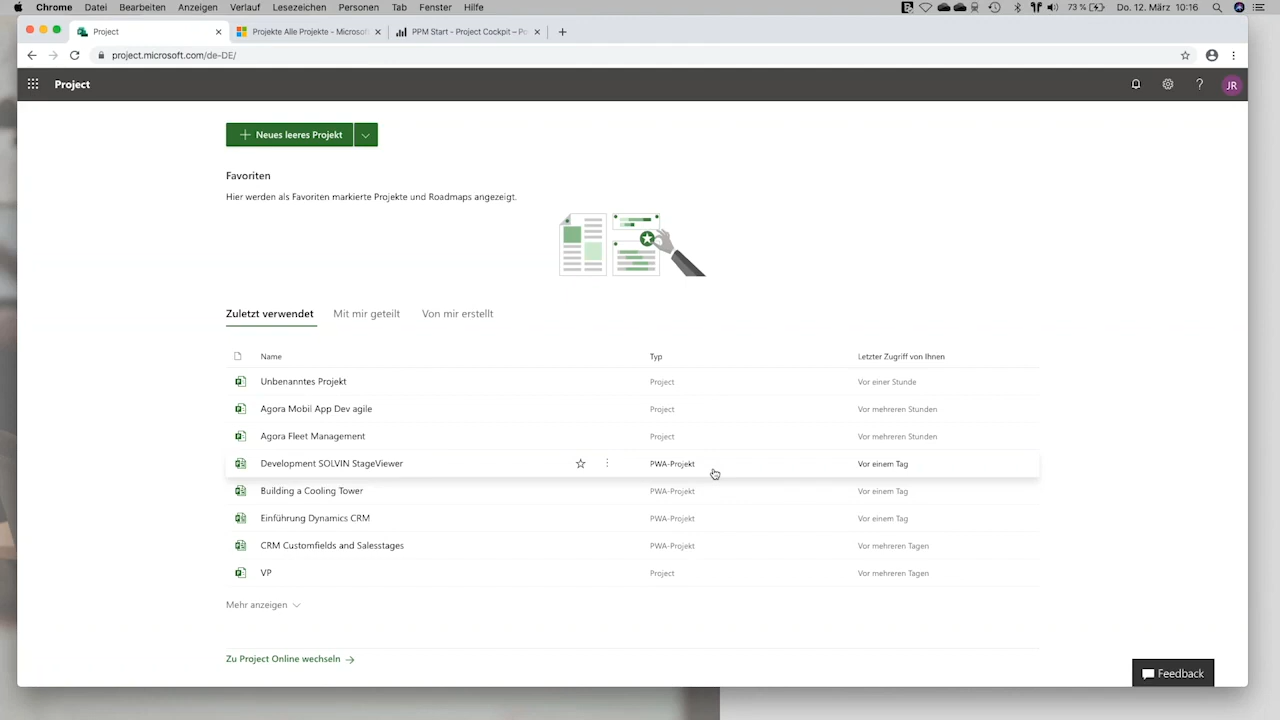 Chrome Datei Bearbeiten Anzeigen Verlauf Lesezeichen Personen Tab Fenster Hilfe 73 % Do. 12. März 10:16
Project Projekte Alle Projekte - Microsof PPM Start - Project Cockpit – Po
project.microsoft.com/de-DE/
Project ? JR
Neues leeres Projekt
Favoriten
Hier werden als Favoriten markierte Projekte und Roadmaps angezeigt.
Zuletzt verwendet Mit mir geteilt Von mir erstellt
Name Typ Letzter Zugriff von Ihnen
Unbenanntes Projekt Project Vor einer Stunde
Agora Mobil App Dev agile Project Vor mehreren Stunden
Agora Fleet Management Project Vor mehreren Stunden
Development SOLVIN StageViewer PWA-Projekt Vor einem Tag
Building a Cooling Tower PWA-Projekt Vor einem Tag
Einführung Dynamics CRM PWA-Projekt Vor einem Tag
CRM Customfields and Salesstages PWA-Projekt Vor mehreren Tagen
VP Project Vor mehreren Tagen
Mehr anzeigen
Zu Project Online wechseln
Feedback